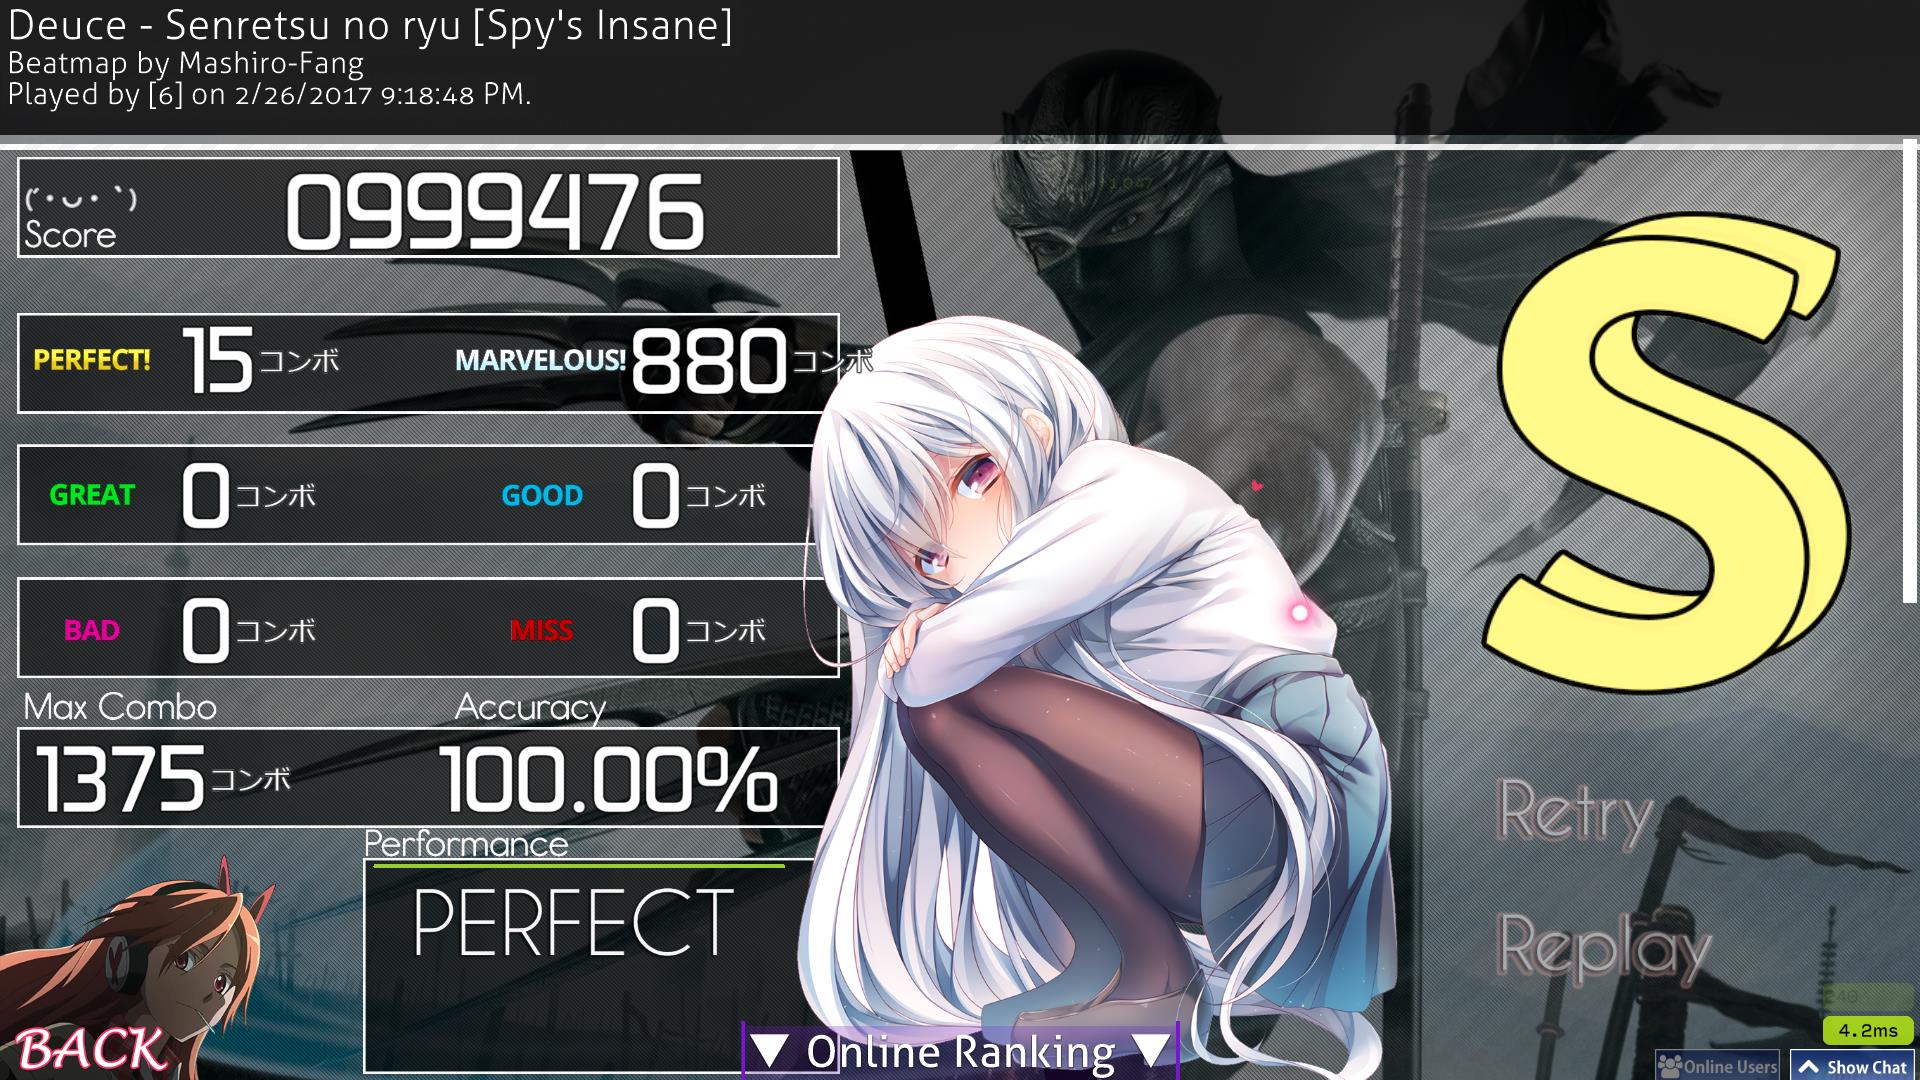 Deuce - Senretsu no ryu [Spy's Insane]
Beatmap by Mashiro-Fang
Played by [6] on 2/26/2017 9:18:48 PM.
(´・ᴗ・`)
Score 0999476
PERFECT! 15コンボ MARVELOUS! 880コンボ
GREAT 0コンボ GOOD 0コンボ
BAD 0コンボ MISS 0コンボ
Max Combo Accuracy
1375コンボ 100.00%
Performance
PERFECT
S
Retry
Replay
BACK
▼ Online Ranking ▼
240
4.2ms
Online Users
Show Chat